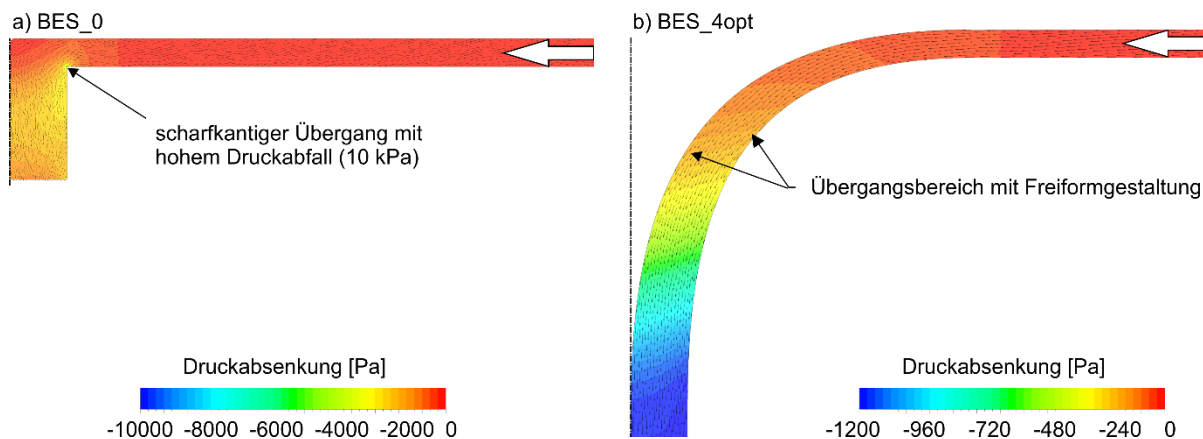 a) BES_0
b) BES_4opt
scharfkantiger Übergang mit
hohem Druckabfall (10 kPa)
Übergangsbereich mit Freiformgestaltung
Druckabsenkung [Pa]
-10000 -8000 -6000 -4000 -2000 0
Druckabsenkung [Pa]
-1200 -960 -720 -480 -240 0